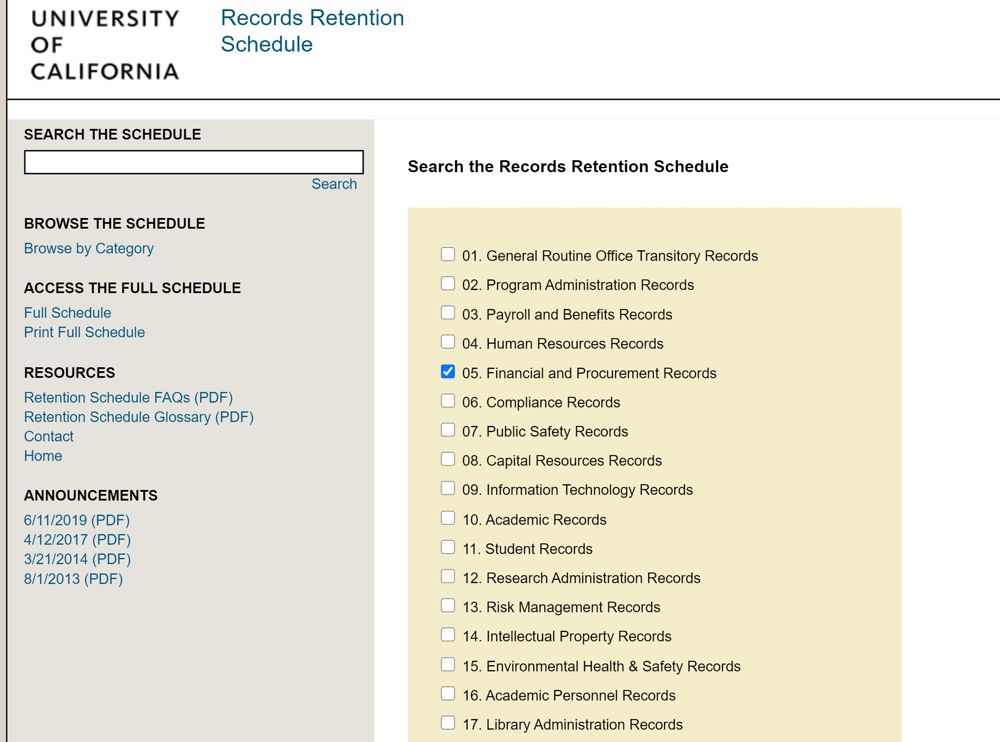 UNIVERSITY
OF
CALIFORNIA
Records Retention
Schedule
SEARCH THE SCHEDULE
Search
BROWSE THE SCHEDULE
Browse by Category
ACCESS THE FULL SCHEDULE
Full Schedule
Print Full Schedule
RESOURCES
Retention Schedule FAQs (PDF)
Retention Schedule Glossary (PDF)
Contact
Home
ANNOUNCEMENTS
6/11/2019 (PDF)
4/12/2017 (PDF)
3/21/2014 (PDF)
8/1/2013 (PDF)
Search the Records Retention Schedule
01. General Routine Office Transitory Records
02. Program Administration Records
03. Payroll and Benefits Records
04. Human Resources Records
05. Financial and Procurement Records
06. Compliance Records
07. Public Safety Records
08. Capital Resources Records
09. Information Technology Records
10. Academic Records
11. Student Records
12. Research Administration Records
13. Risk Management Records
14. Intellectual Property Records
15. Environmental Health & Safety Records
16. Academic Personnel Records
17. Library Administration Records